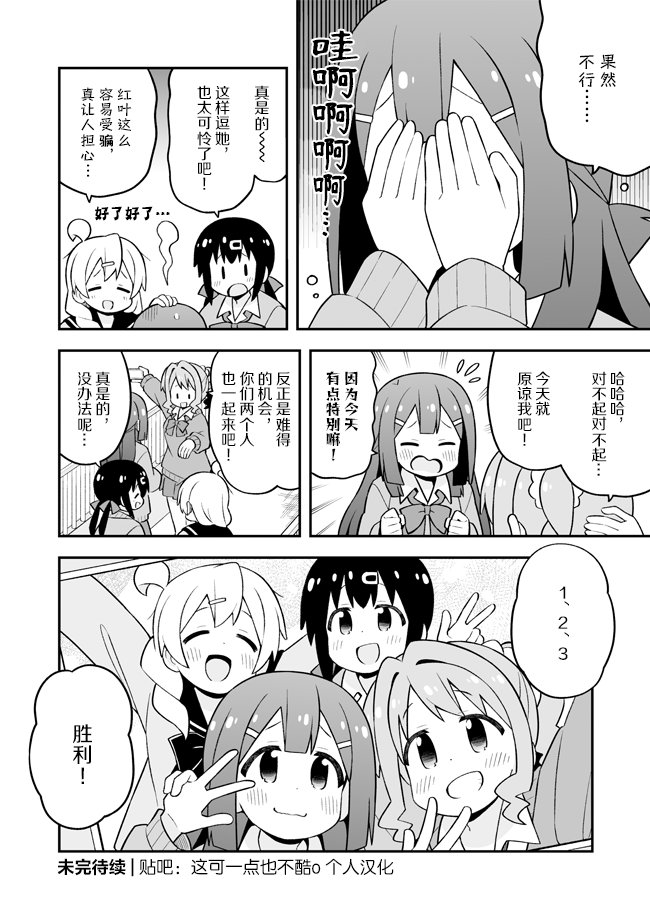 果然
不行……
哇啊啊啊啊…
真是的～～
这样逗她，
也太可怜了吧！
红叶这么
容易受骗，
真让人担心…
好了好了…
哈哈哈，
对不起对不起…
今天就
原谅我吧！
因为今天
有点特别嘛！
反正是难得
的机会，
你们两个人
也一起来吧！
真是的，
没办法呢…
1、2、3
胜利！
未完待续 | 贴吧：这可一点也不酷o 个人汉化